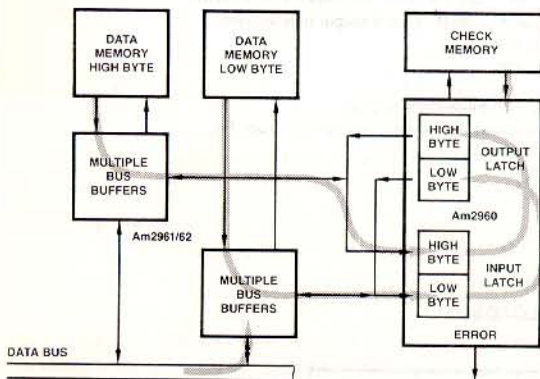 DATA
MEMORY
HIGH BYTE
DATA
MEMORY
LOW BYTE
CHECK
MEMORY
MULTIPLE
BUS
BUFFERS
Am2961/62
MULTIPLE
BUS
BUFFERS
HIGH
BYTE
LOW
BYTE
OUTPUT
LATCH
Am2960
HIGH
BYTE
LOW
BYTE
INPUT
LATCH
ERROR
DATA BUS